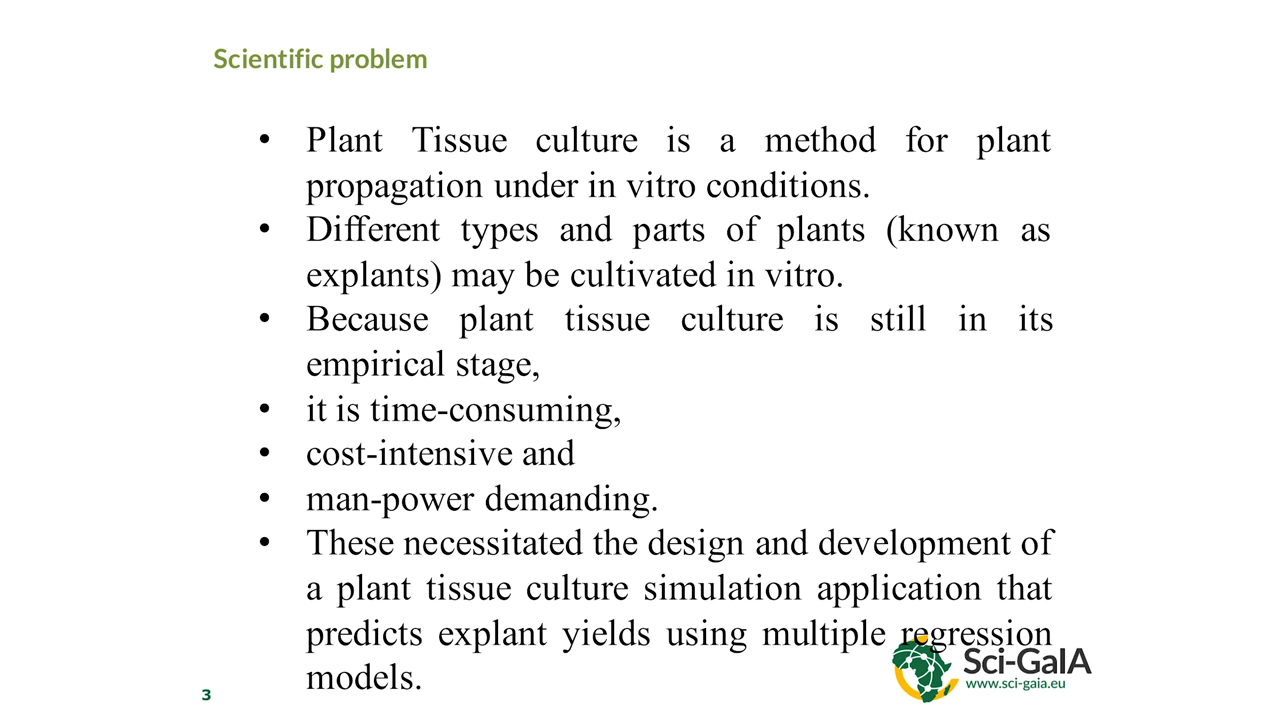 Scientific problem
• Plant Tissue culture is a method for plant
propagation under in vitro conditions.
• Different types and parts of plants (known as
explants) may be cultivated in vitro.
• Because plant tissue culture is still in its
empirical stage,
• it is time-consuming,
• cost-intensive and
• man-power demanding.
• These necessitated the design and development of
a plant tissue culture simulation application that
predicts explant yields using multiple regression
models.
Sci-GaIA
www.sci-gaia.eu
3